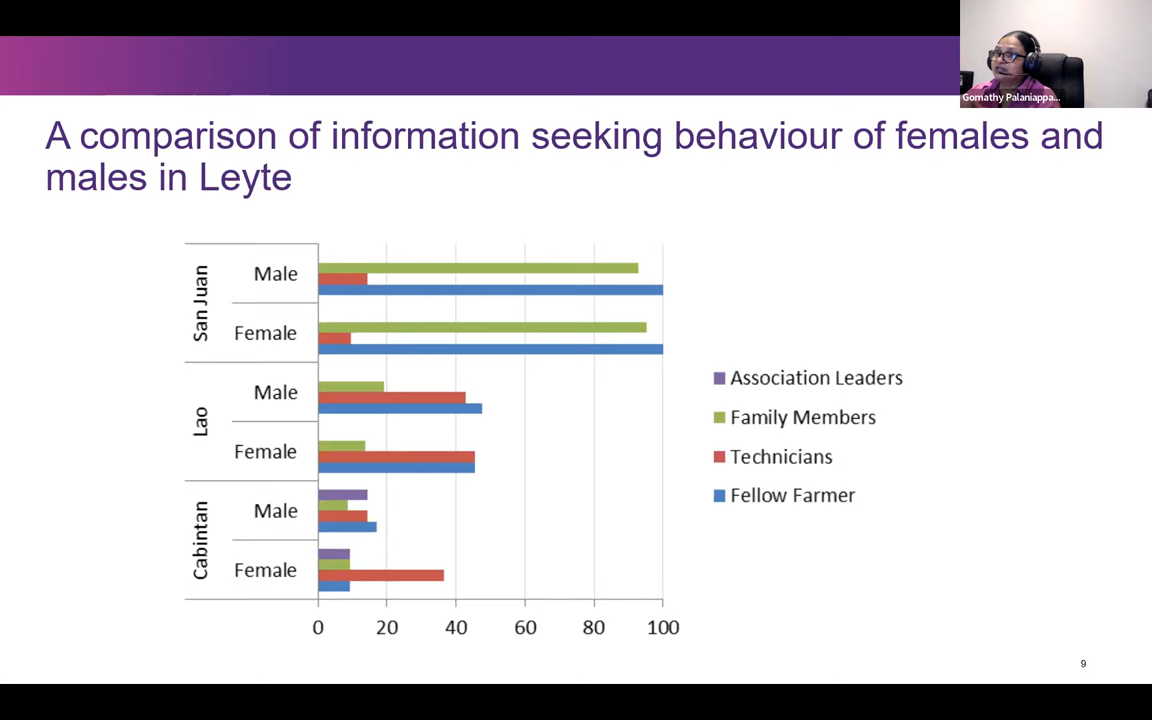 Gomathy Palaniappa...
A comparison of information seeking behaviour of females and
males in Leyte
San Juan
Male
Female
Lao
Male
Female
Cabintan
Male
Female
0 20 40 60 80 100
Association Leaders
Family Members
Technicians
Fellow Farmer
9